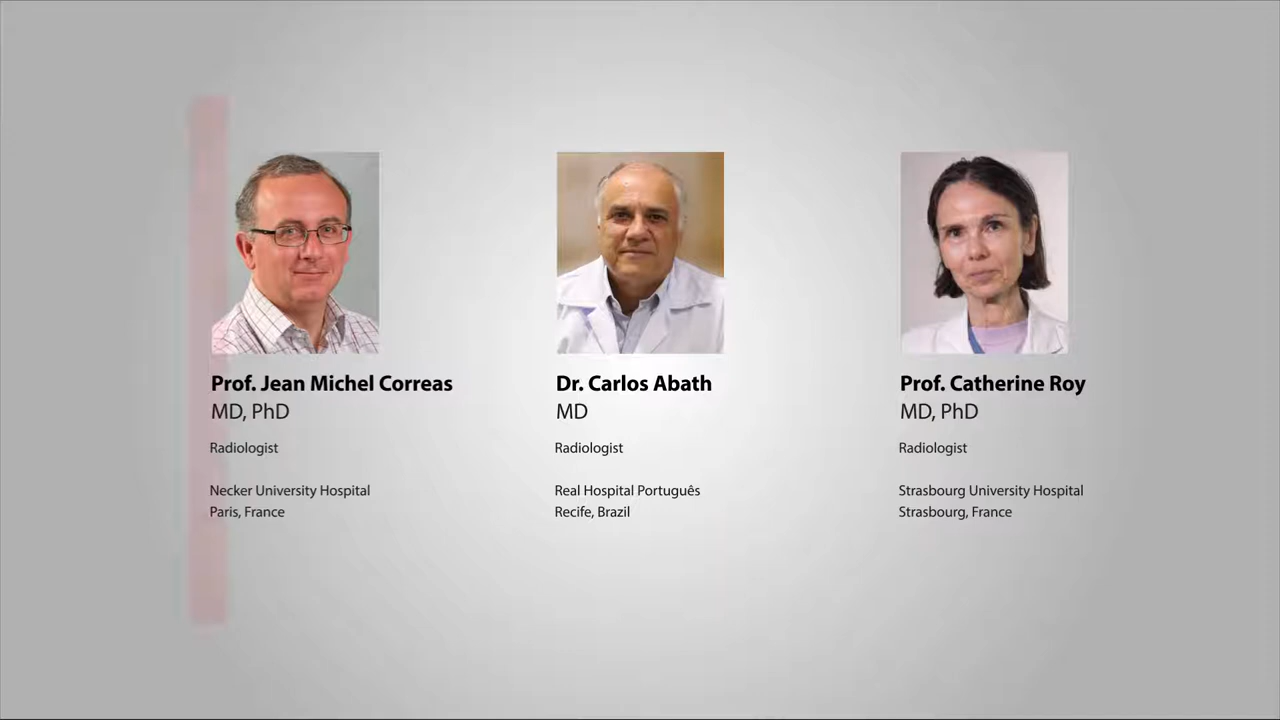 Prof. Jean Michel Correas
MD, PhD
Radiologist
Necker University Hospital
Paris, France
Dr. Carlos Abath
MD
Radiologist
Real Hospital Português
Recife, Brazil
Prof. Catherine Roy
MD, PhD
Radiologist
Strasbourg University Hospital
Strasbourg, France